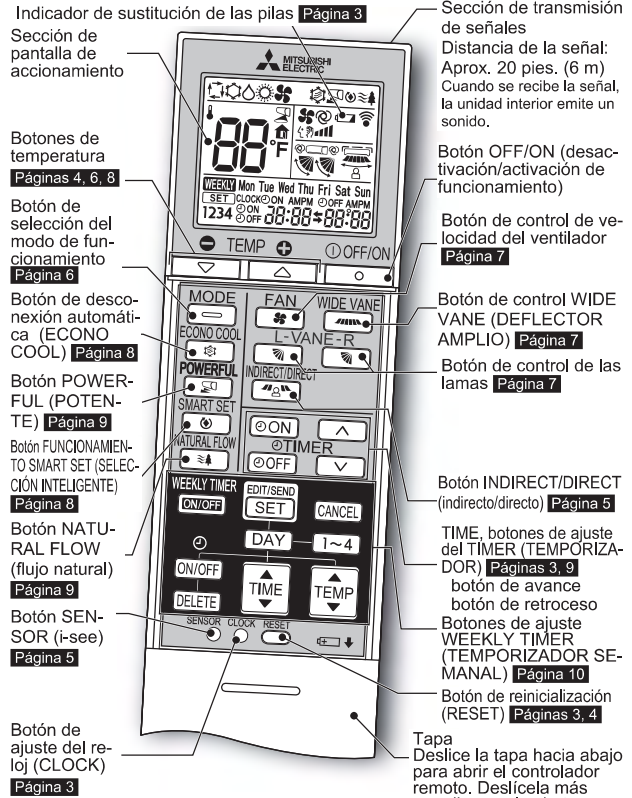 Indicador de sustitución de las pilas Página 3
Sección de
pantalla de
accionamiento
Botones de
temperatura
Páginas 4, 6, 8
Botón de
selección del
modo de fun-
cionamiento
Página 6
Botón de desco-
nexión automáti-
ca (ECONO
COOL) Página 8
Botón POWER-
FUL (POTEN-
TE) Página 9
Botón FUNCIONAMIEN-
TO SMART SET (SELEC-
CIÓN INTELIGENTE)
Página 8
Botón NATU-
RAL FLOW
(flujo natural)
Página 9
Botón SEN-
SOR (i-see)
Página 5
Botón de
ajuste del re-
loj (CLOCK)
Página 3
MITSUBISHI
ELECTRIC
88°F
WEEKLY Mon Tue Wed Thu Fri Sat Sun
SET CLOCK ON AMPM OFF AMPM
1234 ON OFF 88:88 88:88
TEMP OFF/ON
MODE FAN WIDE VANE
ECONO COOL L-VANE-R
POWERFUL INDIRECT/DIRECT
SMART SET ON
TIMER
NATURAL FLOW OFF
WEEKLY TIMER EDIT/SEND
ON/OFF SET CANCEL
DAY 1~4
ON/OFF TIME TEMP
DELETE
SENSOR CLOCK RESET
Sección de transmisión
de señales
Distancia de la señal:
Aprox. 20 pies. (6 m)
Cuando se recibe la señal,
la unidad interior emite un
sonido.
Botón OFF/ON (desac-
tivación/activación de
funcionamiento)
Botón de control de ve-
locidad del ventilador
Página 7
Botón de control WIDE
VANE (DEFLECTOR
AMPLIO) Página 7
Botón de control de las
lamas Página 7
Botón INDIRECT/DIRECT
(indirecto/directo) Página 5
TIME, botones de ajuste
del TIMER (TEMPORIZA-
DOR) Páginas 3, 9
botón de avance
botón de retroceso
Botones de ajuste
WEEKLY TIMER
(TEMPORIZADOR SE-
MANAL) Página 10
Botón de reinicialización
(RESET) Páginas 3, 4
Tapa
Deslice la tapa hacia abajo
para abrir el controlador
remoto. Deslícela más